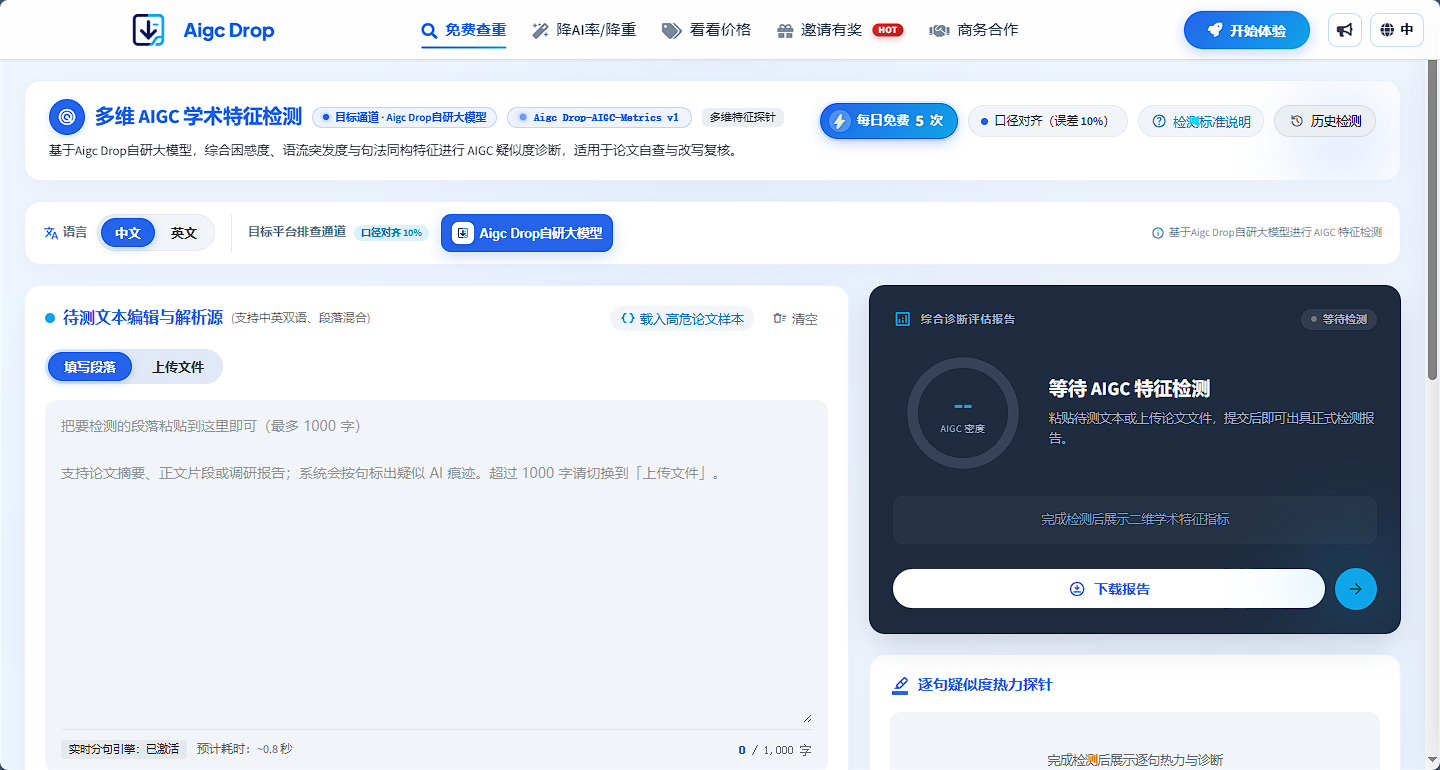 Aigc Drop
免费查重
降AI率/降重
看看价格
邀请有奖 HOT
商务合作
开始体验
中
多维 AIGC 学术特征检测
目标通道 · Aigc Drop自研大模型
Aigc Drop-AIGC-Metrics v1
多维特征探针
每日免费 5 次
口径对齐（误差 10%）
检测标准说明
历史检测
基于Aigc Drop自研大模型，综合困惑度、语流突发度与句法同构特征进行 AIGC 疑似度诊断，适用于论文自查与改写复核。
语言
中文
英文
目标平台排查通道
口径对齐 10%
Aigc Drop自研大模型
基于Aigc Drop自研大模型进行 AIGC 特征检测
待测文本编辑与解析源 (支持中英双语、段落混合)
载入高危论文样本
清空
填写段落
上传文件
把要检测的段落粘贴到这里即可（最多 1000 字）
支持论文摘要、正文片段或调研报告；系统会按句标出疑似 AI 痕迹。超过 1000 字请切换到「上传文件」。
实时分句引擎：已激活
预计耗时：~0.8 秒
0 / 1,000 字
综合诊断评估报告
等待检测
--
AIGC 密度
等待 AIGC 特征检测
粘贴待测文本或上传论文文件，提交后即可出具正式检测报
告。
完成检测后展示二维学术特征指标
下载报告
逐句疑似度热力探针
完成检测后展示逐句热力与诊断